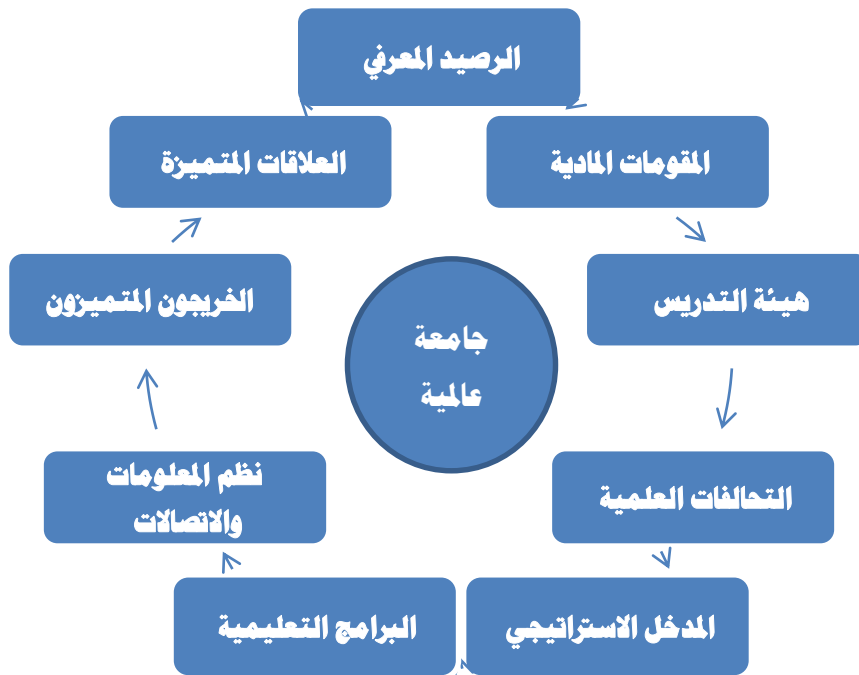 الرصيد المعرفي
المقومات المادية
هيئة التدريس
التحالفات العلمية
المدخل الاستراتيجي
البرامج التعليمية
نظم المعلومات
والاتصالات
الخريجون المتميزون
العلاقات المتميزة
جامعة
عالمية